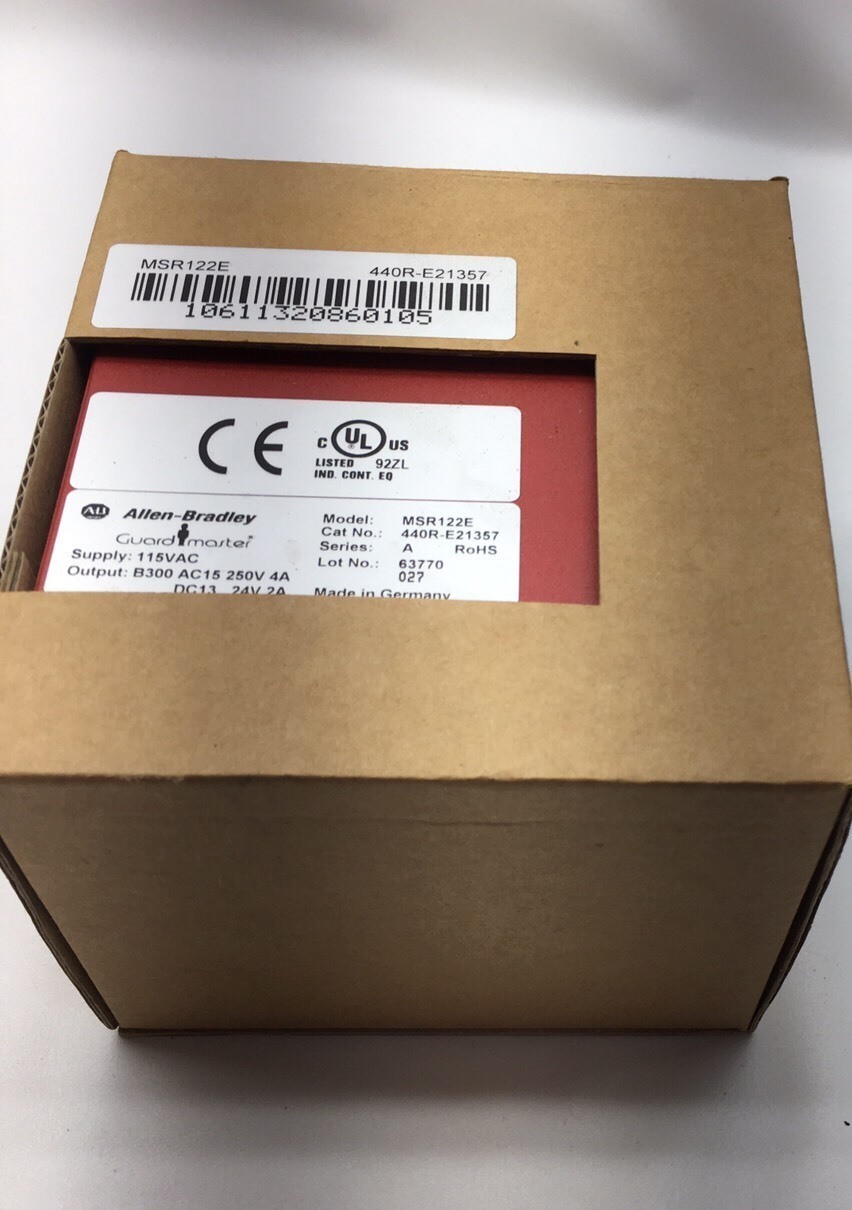 MSR122E 440R-E21357
10611320860105
CE C UL US
LISTED 92ZL
IND. CONT. EQ
AB Allen-Bradley
Guardmaster
Supply: 115VAC
Output: B300 AC15 250V 4A
DC13 24V 2A
Model: MSR122E
Cat No.: 440R-E21357
Series: A RoHS
Lot No.: 63770
027
Made in Germany